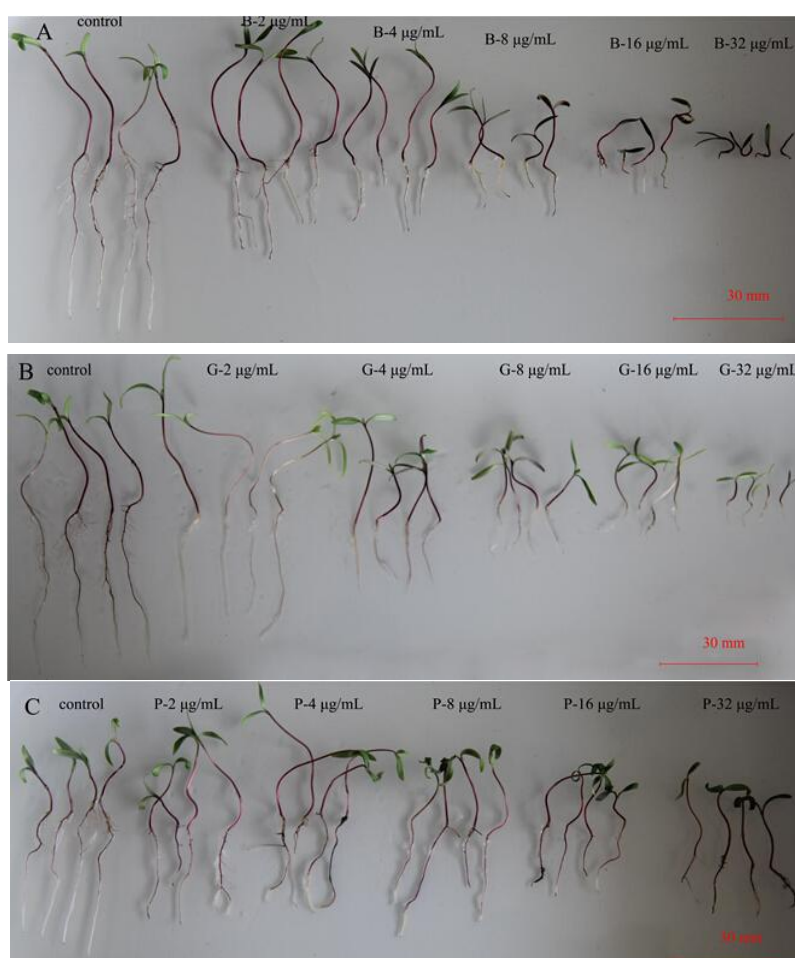 A control B-2 μg/mL B-4 μg/mL B-8 μg/mL B-16 μg/mL B-32 μg/mL
30 mm
B control G-2 μg/mL G-4 μg/mL G-8 μg/mL G-16 μg/mL G-32 μg/mL
30 mm
C control P-2 μg/mL P-4 μg/mL P-8 μg/mL P-16 μg/mL P-32 μg/mL
30 mm